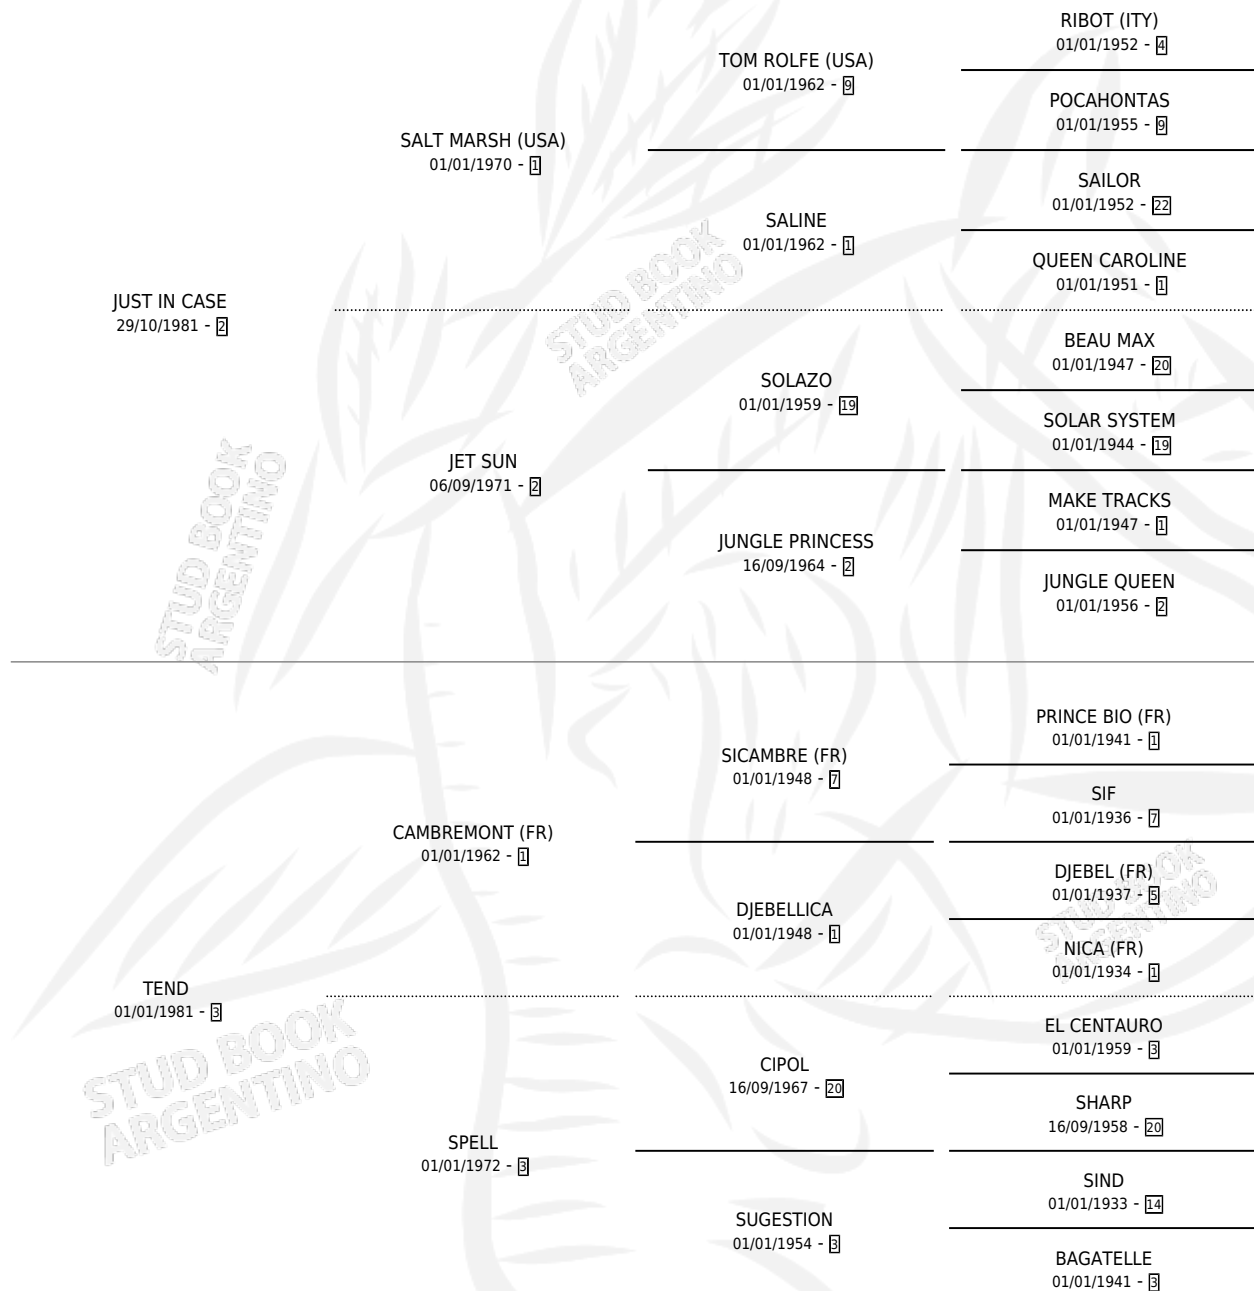 RIBOT (ITY)
01/01/1952 - 4
TOM ROLFE (USA)
01/01/1962 - 9
POCAHONTAS
01/01/1955 - 9
SALT MARSH (USA)
01/01/1970 - 1
SAILOR
01/01/1952 - 22
SALINE
01/01/1962 - 1
QUEEN CAROLINE
01/01/1951 - 1
JUST IN CASE
29/10/1981 - 2
STUD BOOK
ARGENTINO
BEAU MAX
01/01/1947 - 20
SOLAZO
01/01/1959 - 19
SOLAR SYSTEM
01/01/1944 - 19
JET SUN
06/09/1971 - 2
MAKE TRACKS
01/01/1947 - 1
JUNGLE PRINCESS
16/09/1964 - 2
JUNGLE QUEEN
01/01/1956 - 2
STUD BOOK
ARGENTINO
PRINCE BIO (FR)
01/01/1941 - 1
SICAMBRE (FR)
01/01/1948 - 7
SIF
01/01/1936 - 7
CAMBREMONT (FR)
01/01/1962 - 1
DJEBEL (FR)
01/01/1937 - 5
DJEBELLICA
01/01/1948 - 1
NICA (FR)
01/01/1934 - 1
STUD BOOK
ARGENTINO
TEND
01/01/1981 - 3
EL CENTAURO
01/01/1959 - 3
CIPOL
16/09/1967 - 20
SHARP
16/09/1958 - 20
STUD BOOK
ARGENTINO
SPELL
01/01/1972 - 3
SIND
01/01/1933 - 14
SUGESTION
01/01/1954 - 3
BAGATELLE
01/01/1941 - 3